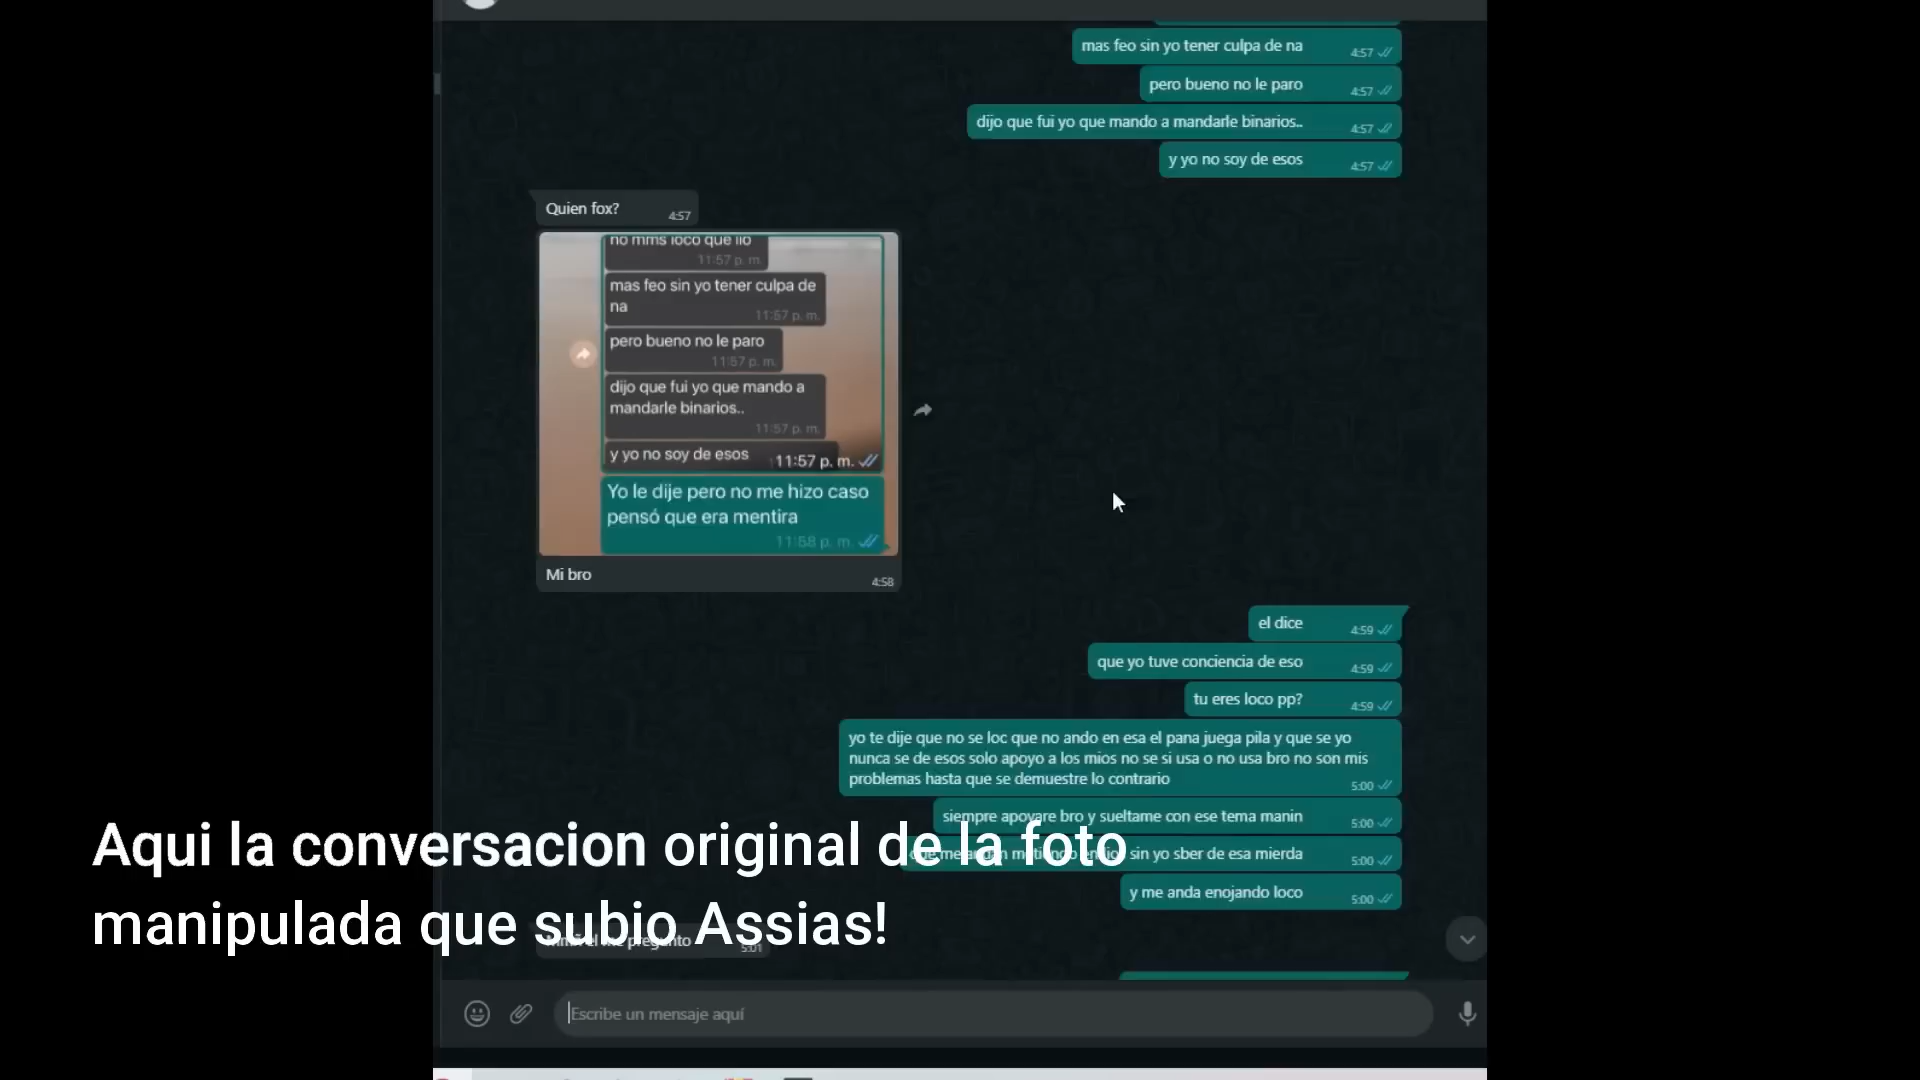 mas feo sin yo tener culpa de na 4:57
pero bueno no le paro 4:57
dijo que fui yo que mando a mandarle binarios.. 4:57
y yo no soy de esos 4:57
Quien fox? 4:57
no mms loco que lio
11:57 p. m.
mas feo sin yo tener culpa de
na
11:57 p. m.
pero bueno no le paro
11:57 p. m.
dijo que fui yo que mando a
mandarle binarios..
11:57 p. m.
y yo no soy de esos 11:57 p. m.
Yo le dije pero no me hizo caso
pensó que era mentira
11:58 p. m.
Mi bro 4:58
el dice 4:59
que yo tuve conciencia de eso 4:59
tu eres loco pp? 4:59
yo te dije que no se loc que no ando en esa el pana juega pila y que se yo
nunca se de esos solo apoyo a los mios no se si usa o no usa bro no son mis
problemas hasta que se demuestre lo contrario 5:00
siempre apoyare bro y sueltame con ese tema manin 5:00
sin yo sber de esa mierda 5:00
y me anda enojando loco 5:00
Aqui la conversacion original de la foto
manipulada que subio Assias!
el me pregunto 5:01
Escribe un mensaje aquí